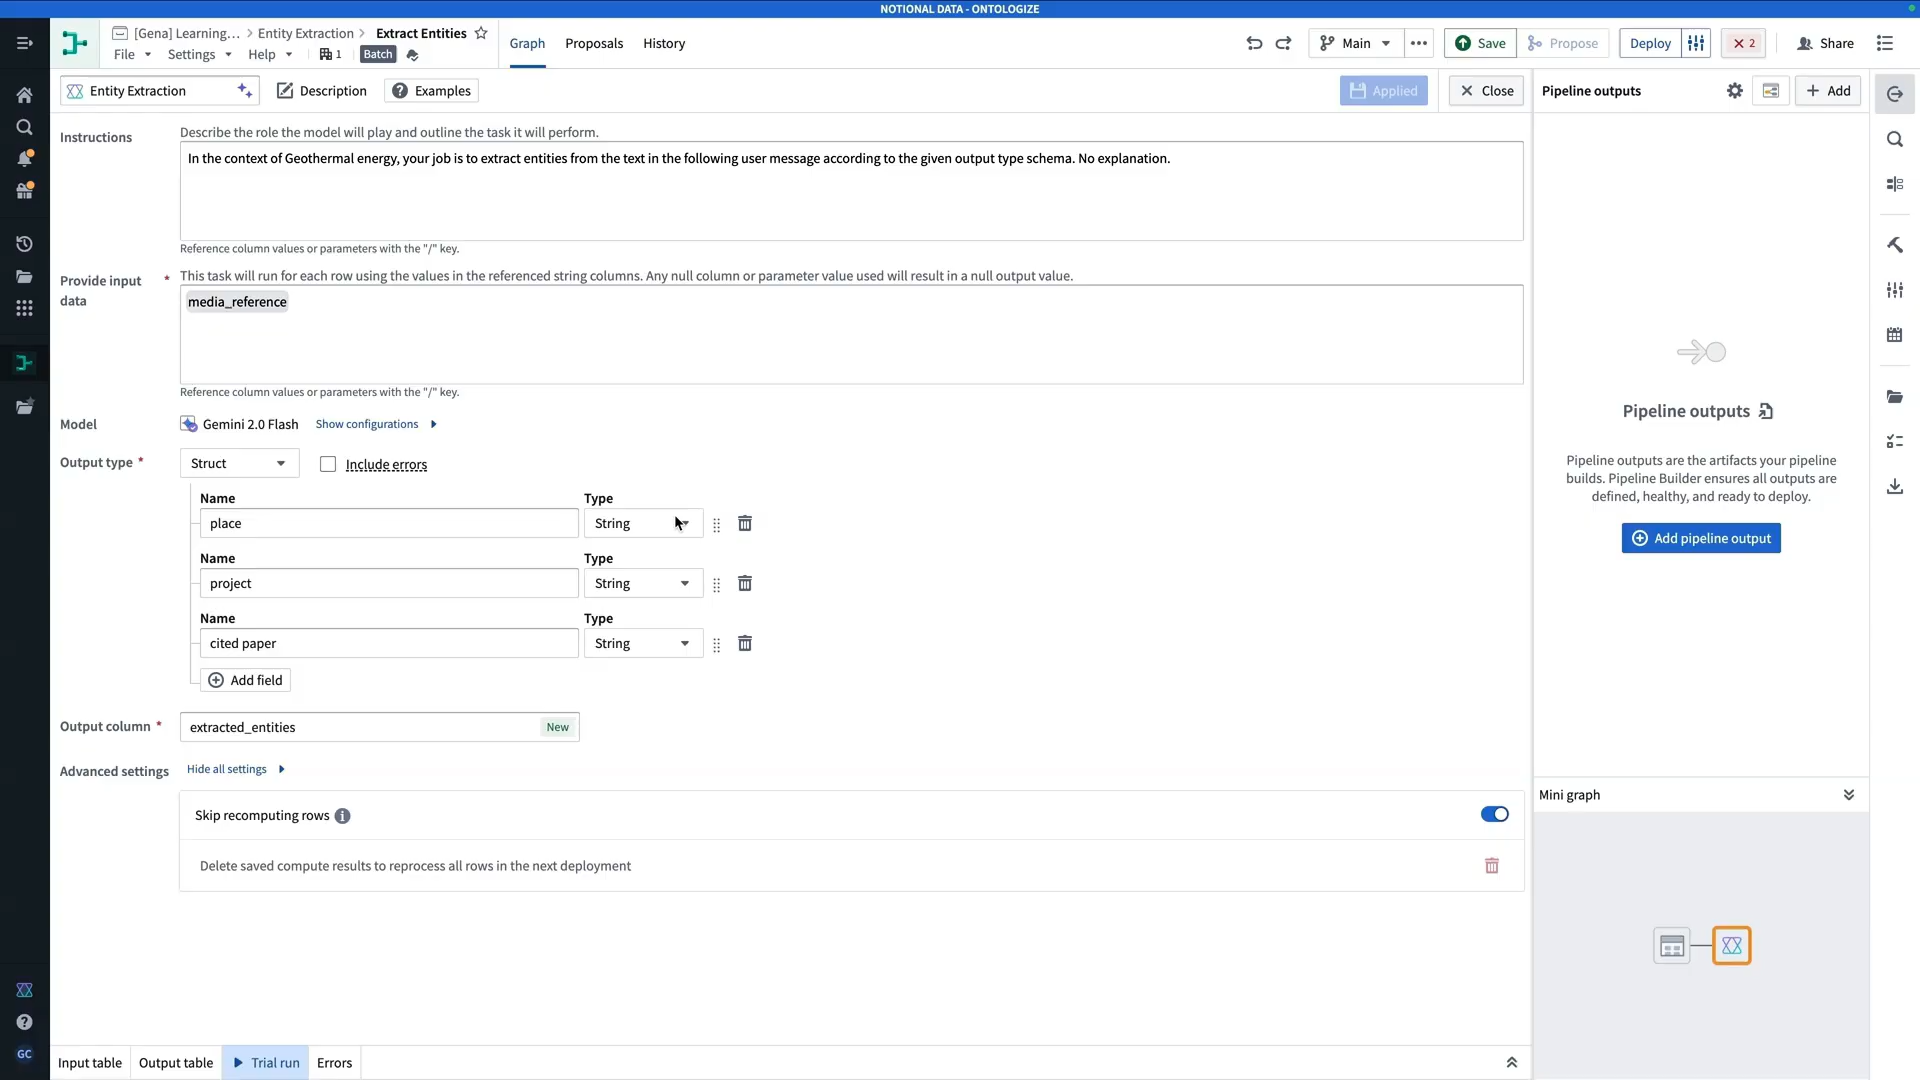 NOTIONAL DATA - ONTOLOGIZE
[Gena] Learning... > Entity Extraction > Extract Entities
File Settings Help 1 Batch
Graph Proposals History
Main Save Propose Deploy 2 Share
Entity Extraction Description Examples Applied Close
Pipeline outputs Add
Instructions
Describe the role the model will play and outline the task it will perform.
In the context of Geothermal energy, your job is to extract entities from the text in the following user message according to the given output type schema. No explanation.
Reference column values or parameters with the "/" key.
Provide input data *
This task will run for each row using the values in the referenced string columns. Any null column or parameter value used will result in a null output value.
media_reference
Reference column values or parameters with the "/" key.
Model Gemini 2.0 Flash Show configurations
Output type * Struct Include errors
Name Type
place String
Name Type
project String
Name Type
cited paper String
Add field
Output column * extracted_entities New
Advanced settings Hide all settings
Skip recomputing rows
Delete saved compute results to reprocess all rows in the next deployment
Pipeline outputs
Pipeline outputs are the artifacts your pipeline
builds. Pipeline Builder ensures all outputs are
defined, healthy, and ready to deploy.
Add pipeline output
Mini graph
GC
Input table Output table Trial run Errors